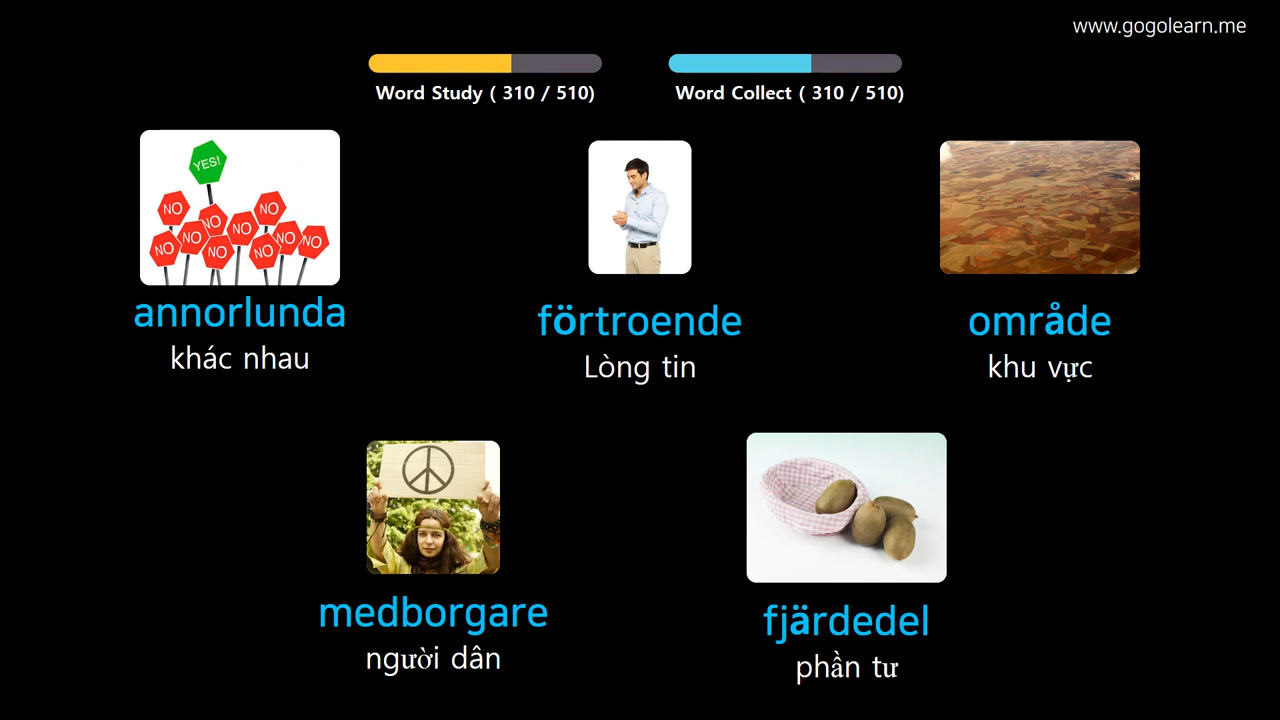 www.gogolearn.me
Word Study ( 310 / 510)
Word Collect ( 310 / 510)
YES!
NO
NO
NO
NO
NO
NO
NO
NO
NO
NO
annorlunda
khác nhau
förtroende
Lòng tin
område
khu vực
medborgare
người dân
fjärdedel
phần tư